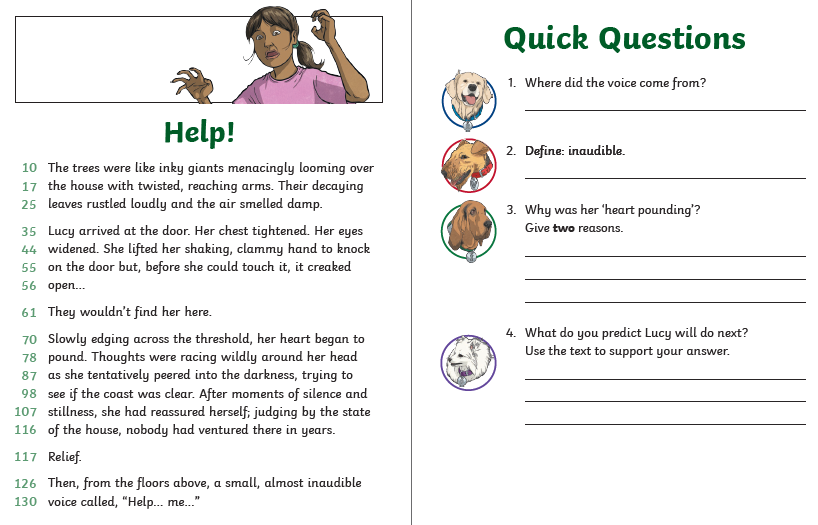 Help!
10 The trees were like inky giants menacingly looming over
17 the house with twisted, reaching arms. Their decaying
25 leaves rustled loudly and the air smelled damp.
35 Lucy arrived at the door. Her chest tightened. Her eyes
44 widened. She lifted her shaking, clammy hand to knock
55 on the door but, before she could touch it, it creaked
56 open...
61 They wouldn't find her here.
70 Slowly edging across the threshold, her heart began to
78 pound. Thoughts were racing wildly around her head
87 as she tentatively peered into the darkness, trying to
98 see if the coast was clear. After moments of silence and
107 stillness, she had reassured herself; judging by the state
116 of the house, nobody had ventured there in years.
117 Relief.
126 Then, from the floors above, a small, almost inaudible
130 voice called, “Help... me...”
Quick Questions
1. Where did the voice come from?
2. Define: inaudible.
3. Why was her ‘heart pounding’?
Give two reasons.
4. What do you predict Lucy will do next?
Use the text to support your answer.